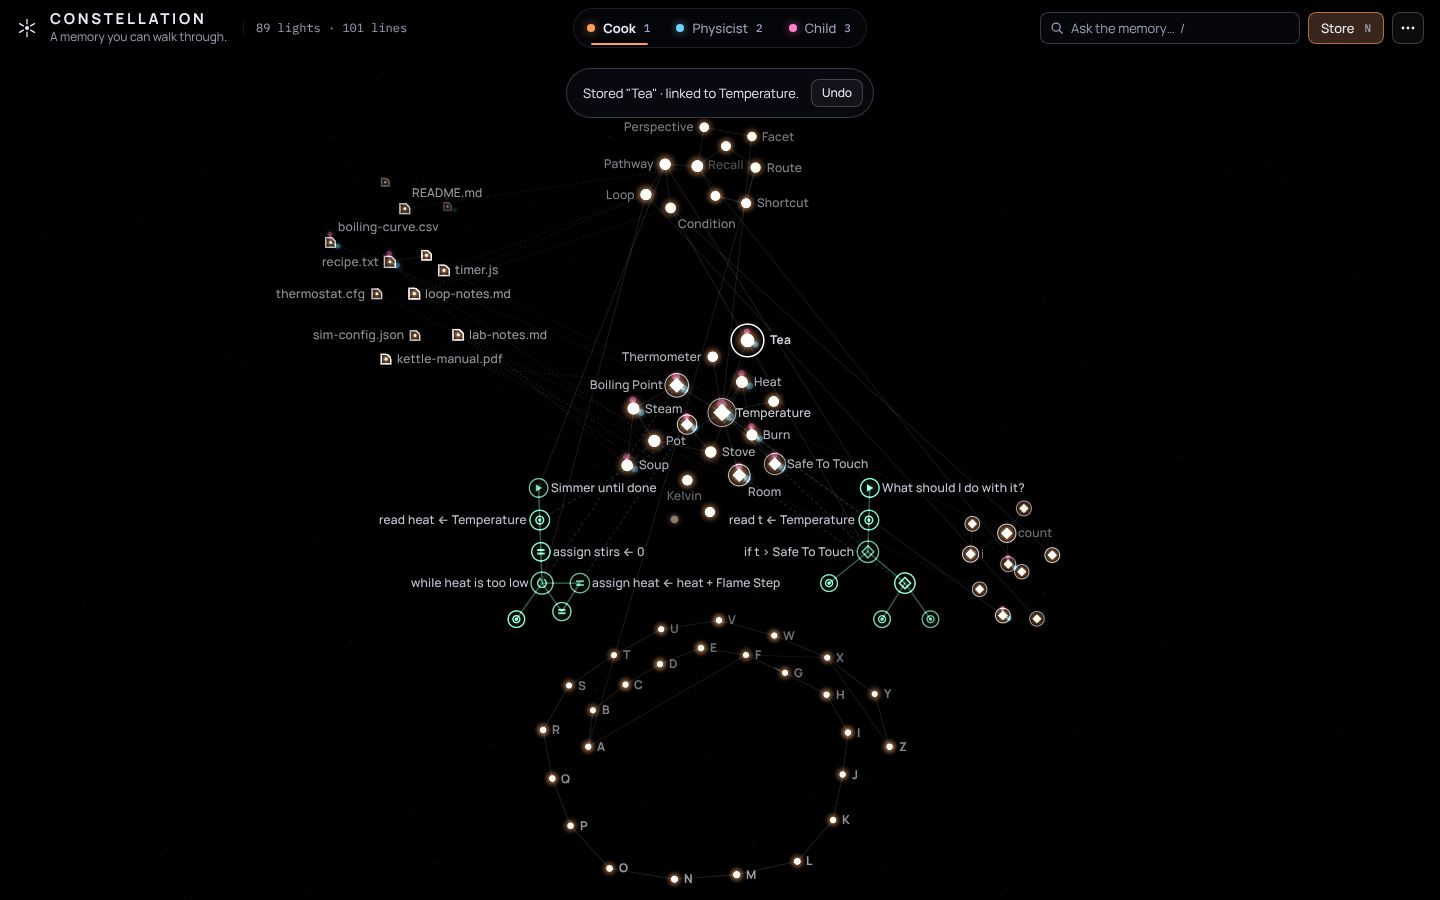 CONSTELLATION
A memory you can walk through.
89 lights · 101 lines
Cook 1
Physicist 2
Child 3
Ask the memory… /
Store N
Stored "Tea" · linked to Temperature.
Undo
Perspective
Facet
Pathway
Recall
Route
Loop
Shortcut
Condition
README.md
boiling-curve.csv
recipe.txt
timer.js
thermostat.cfg
loop-notes.md
sim-config.json
lab-notes.md
kettle-manual.pdf
Tea
Thermometer
Boiling Point
Heat
Steam
Temperature
Pot
Burn
Stove
Soup
Safe To Touch
Kelvin
Room
Simmer until done
read heat ← Temperature
assign stirs ← 0
while heat is too low
assign heat ← heat + Flame Step
What should I do with it?
read t ← Temperature
if t > Safe To Touch
count
i
U
V
W
T
E
F
X
D
G
S
C
H
Y
B
R
A
I
Z
Q
J
P
K
O
N
M
L